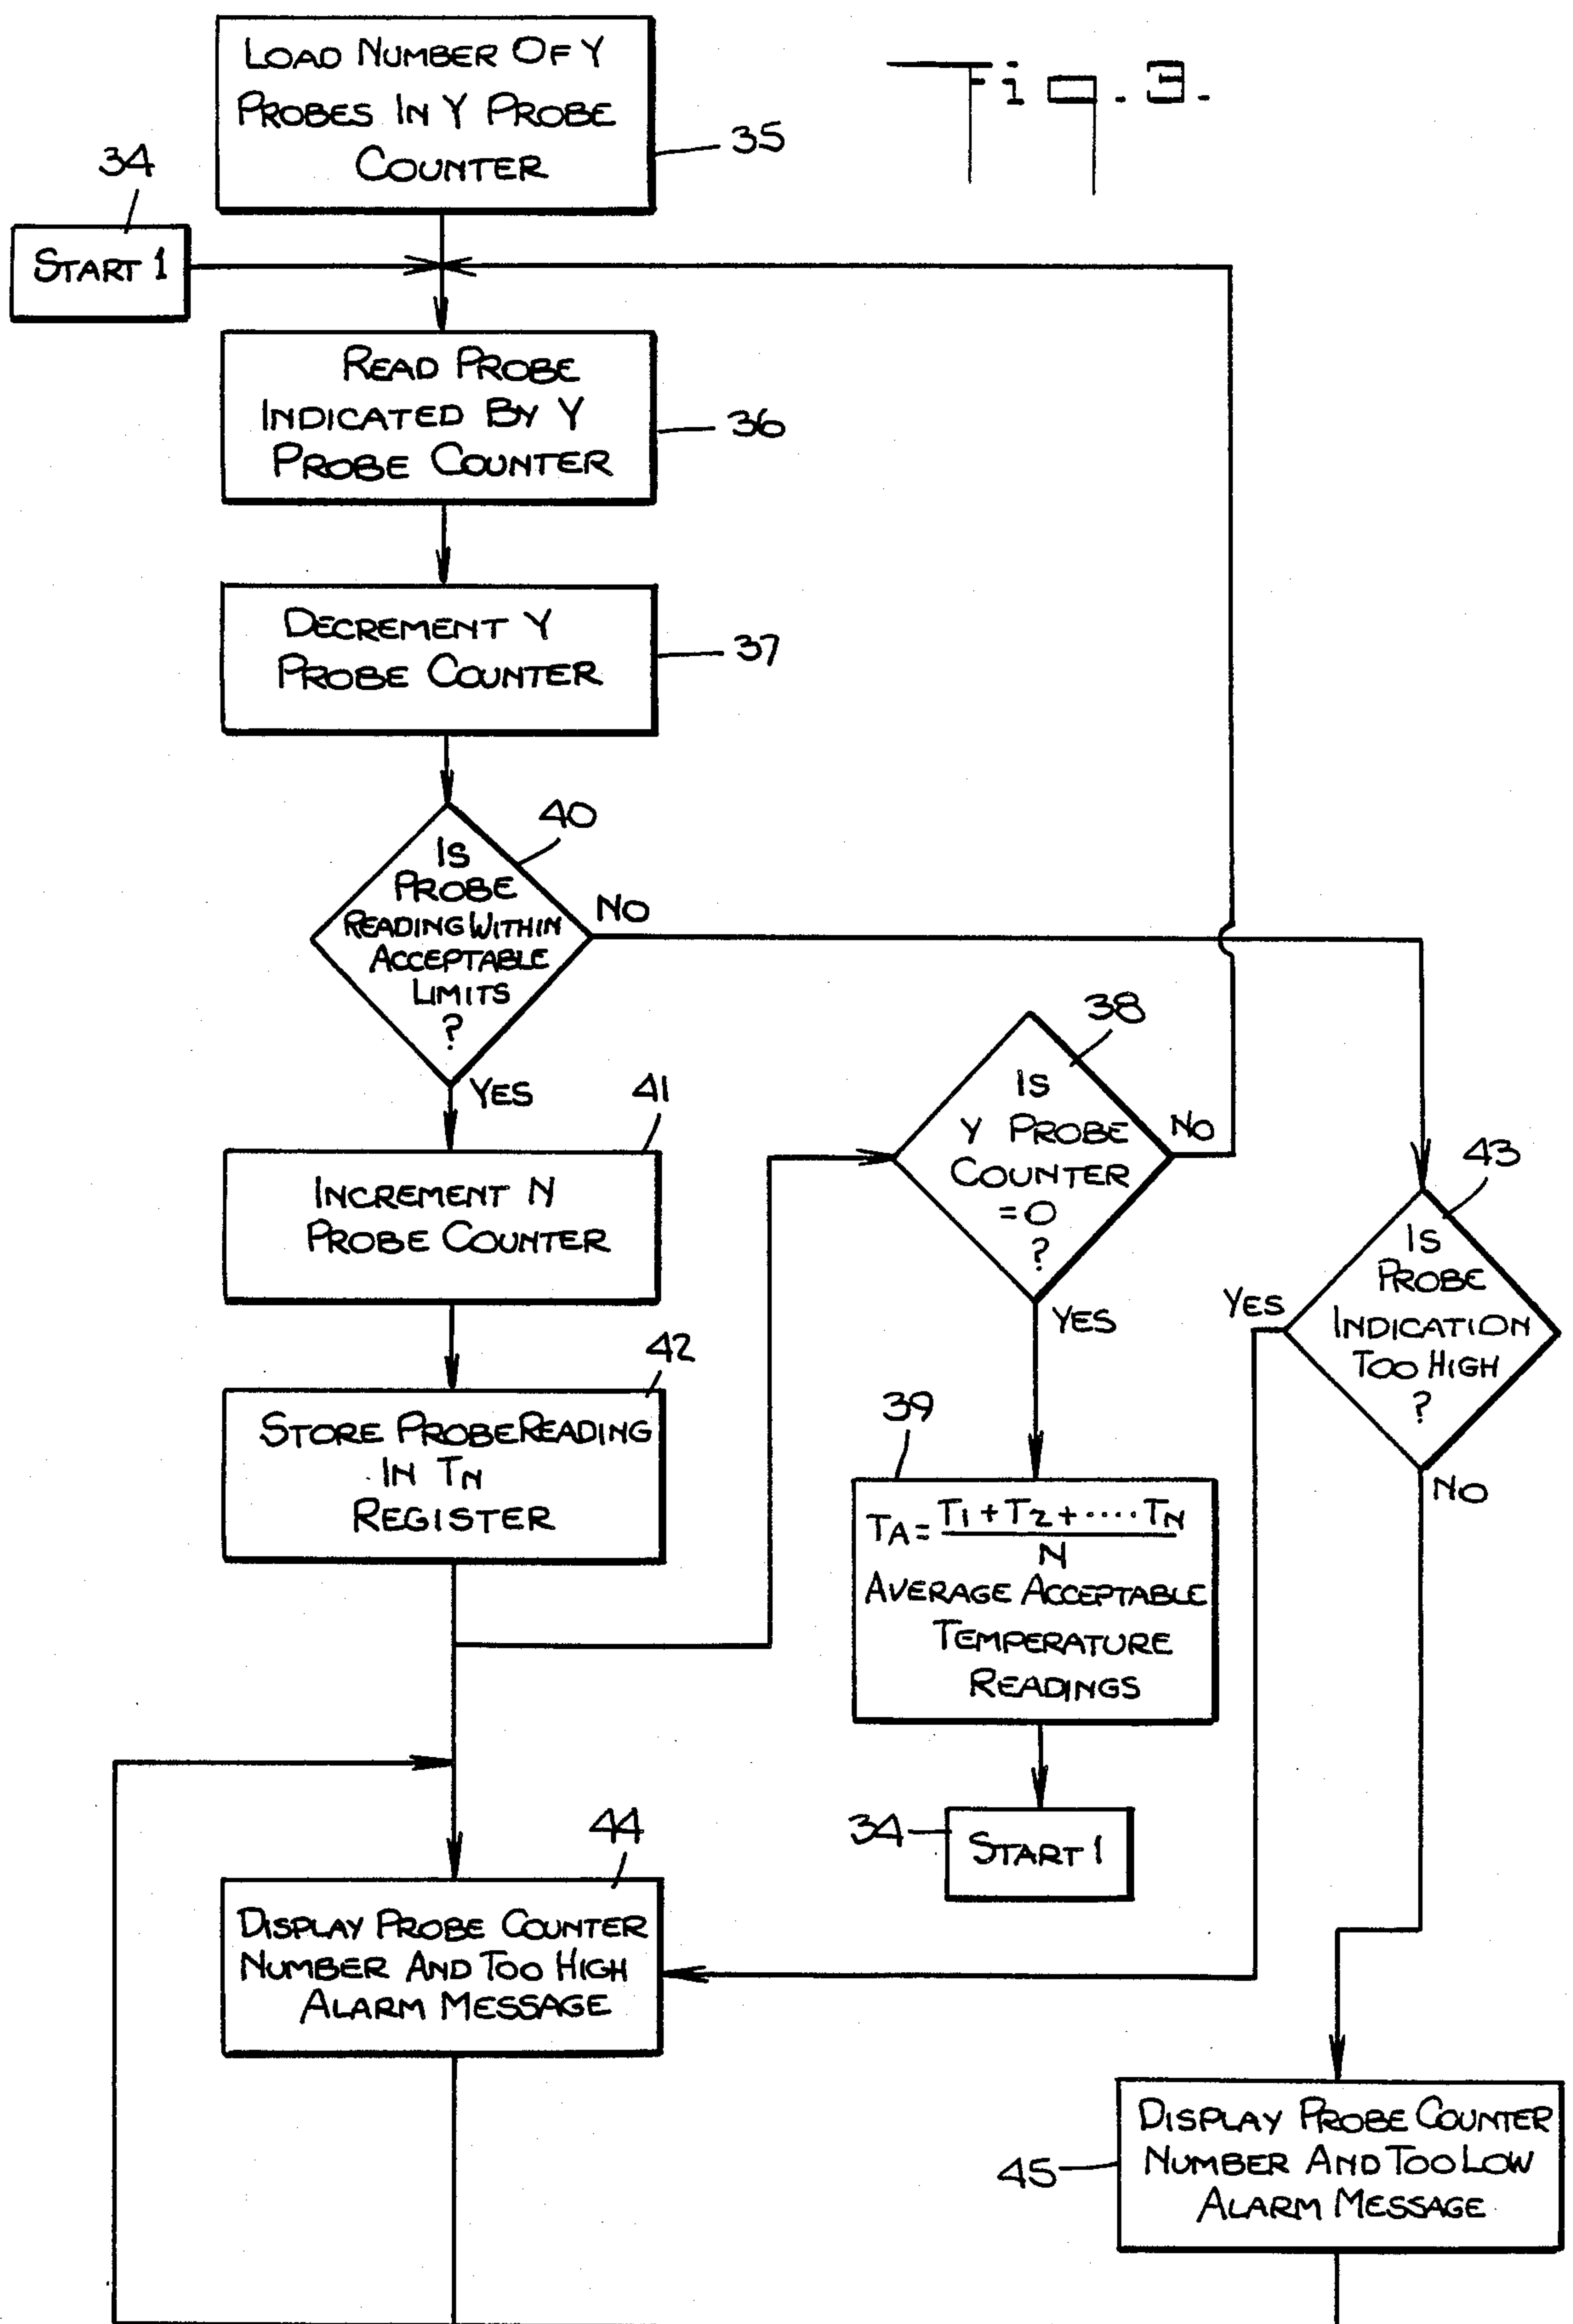 Fig. 3.
LOAD NUMBER OF Y
PROBES IN Y PROBE
COUNTER
35
34
START 1
READ PROBE
INDICATED BY Y
PROBE COUNTER
36
DECREMENT Y
PROBE COUNTER
37
40
IS
PROBE
READING WITHIN
ACCEPTABLE
LIMITS
?
NO
YES
41
INCREMENT N
PROBE COUNTER
42
STORE PROBE READING
IN TN
REGISTER
38
IS
Y PROBE
COUNTER
=0
?
NO
YES
39
TA = T1 + T2 + ···· TN
N
AVERAGE ACCEPTABLE
TEMPERATURE
READINGS
34
START 1
43
IS
PROBE
INDICATION
TOO HIGH
?
YES
NO
44
DISPLAY PROBE COUNTER
NUMBER AND TOO HIGH
ALARM MESSAGE
45
DISPLAY PROBE COUNTER
NUMBER AND TOO LOW
ALARM MESSAGE